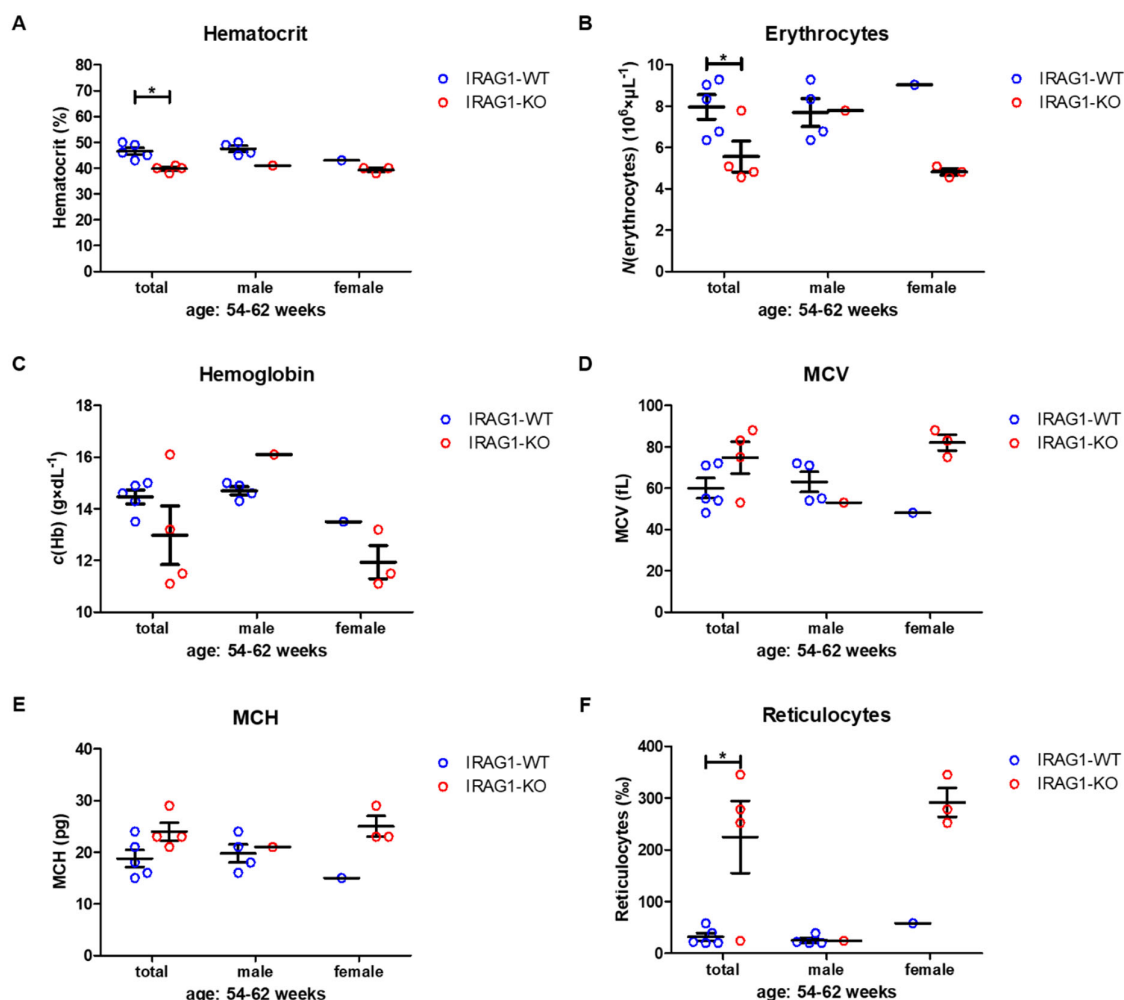 A
Hematocrit
Hematocrit (%)
80
70
60
50
40
30
20
10
0
*
total
male
female
age: 54-62 weeks
IRAG1-WT
IRAG1-KO
B
Erythrocytes
N(erythrocytes) (10⁶×µL⁻¹)
10
8
6
4
2
0
*
total
male
female
age: 54-62 weeks
IRAG1-WT
IRAG1-KO
C
Hemoglobin
c(Hb) (g×dL⁻¹)
18
16
14
12
10
total
male
female
age: 54-62 weeks
IRAG1-WT
IRAG1-KO
D
MCV
MCV (fL)
100
80
60
40
20
0
total
male
female
age: 54-62 weeks
IRAG1-WT
IRAG1-KO
E
MCH
MCH (pg)
40
30
20
10
0
total
male
female
age: 54-62 weeks
IRAG1-WT
IRAG1-KO
F
Reticulocytes
Reticulocytes (‰)
400
300
200
100
0
*
total
male
female
age: 54-62 weeks
IRAG1-WT
IRAG1-KO